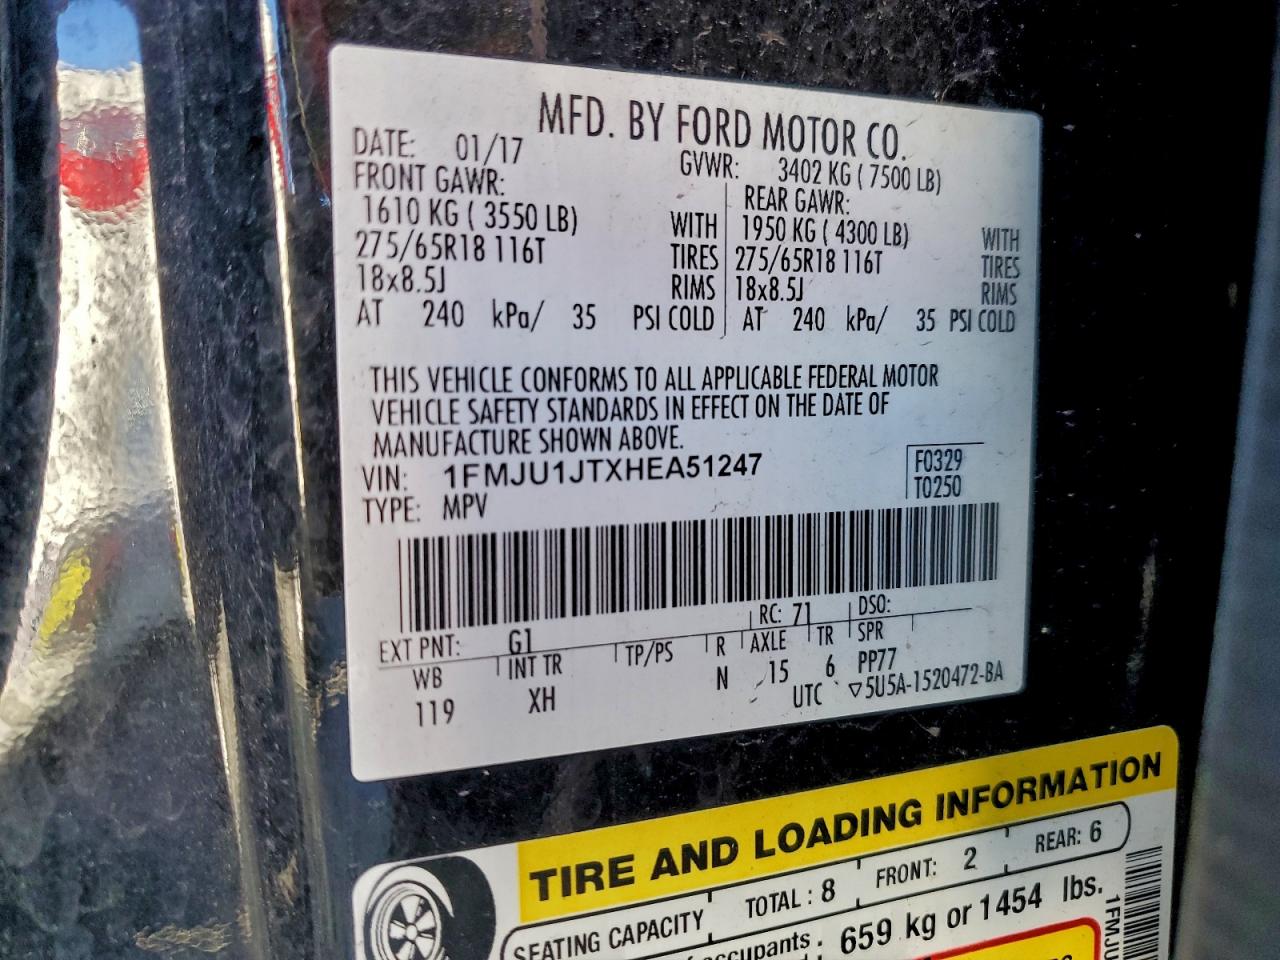 MFD. BY FORD MOTOR CO.
DATE: 01/17 GVWR: 3402 KG ( 7500 LB)
FRONT GAWR: REAR GAWR:
1610 KG ( 3550 LB) WITH 1950 KG ( 4300 LB) WITH
275/65R18 116T TIRES 275/65R18 116T TIRES
18x8.5J RIMS 18x8.5J RIMS
AT 240 kPa/ 35 PSI COLD AT 240 kPa/ 35 PSI COLD
THIS VEHICLE CONFORMS TO ALL APPLICABLE FEDERAL MOTOR
VEHICLE SAFETY STANDARDS IN EFFECT ON THE DATE OF
MANUFACTURE SHOWN ABOVE.
VIN: 1FMJU1JTXHEA51247 F0329
TYPE: MPV T0250
EXT PNT: G1 RC: 71 DSO:
WB INT TR TP/PS R AXLE TR SPR
119 XH N 15 6 PP77
UTC ▽5U5A-1520472-BA
TIRE AND LOADING INFORMATION
SEATING CAPACITY TOTAL : 8 FRONT: 2 REAR: 6
occupants 659 kg or 1454 lbs.
1FMJU